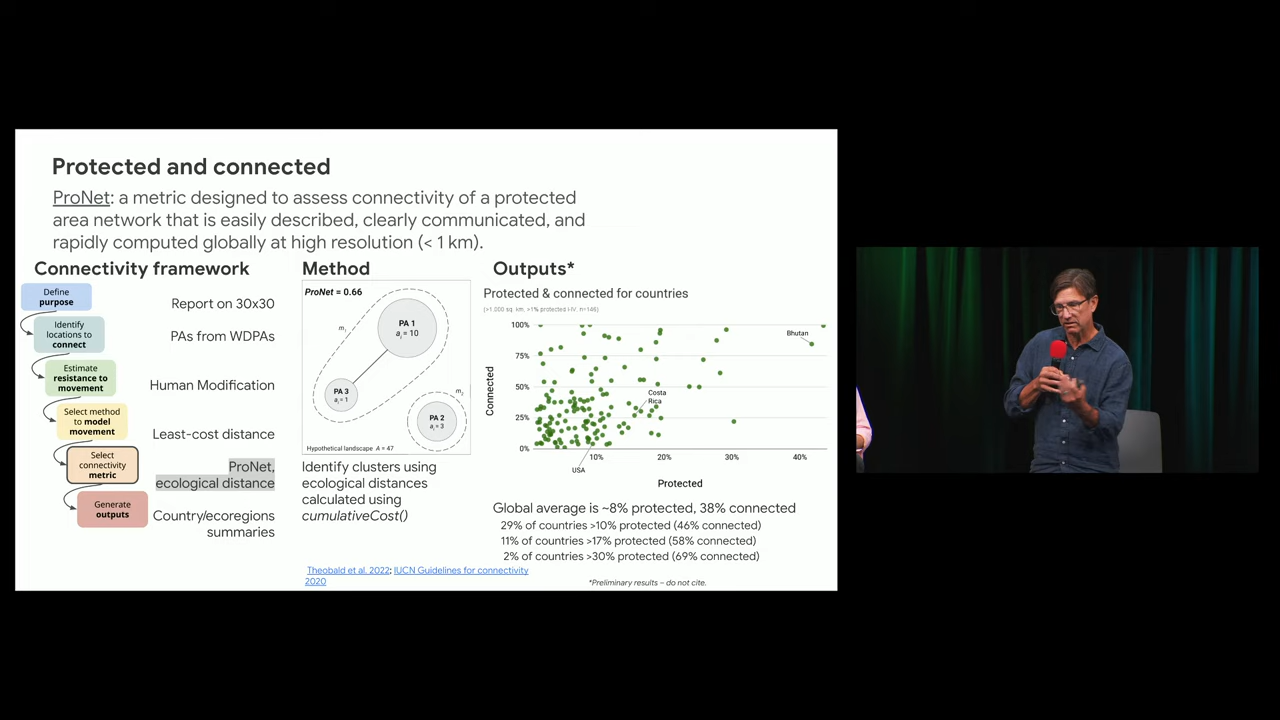 Protected and connected
ProNet: a metric designed to assess connectivity of a protected
area network that is easily described, clearly communicated, and
rapidly computed globally at high resolution (< 1 km).
Connectivity framework
Define
purpose
Report on 30x30
Identify
locations to
connect
PAs from WDPAs
Estimate
resistance to
movement
Human Modification
Select method
to model
movement
Least-cost distance
Select
connectivity
metric
ProNet,
ecological distance
Generate
outputs
Country/ecoregions
summaries
Method
ProNet = 0.66
m1
PA 1
ai = 10
PA 3
ai = 1
m2
PA 2
ai = 3
Hypothetical landscape A = 47
Identify clusters using
ecological distances
calculated using
cumulativeCost()
Theobald et al. 2022; IUCN Guidelines for connectivity
2020
Outputs*
Protected & connected for countries
(>1,000 sq. km, >1% protected I-IV, n=146)
Connected
100%
75%
50%
25%
0%
Bhutan
Costa
Rica
USA
10%
20%
30%
40%
Protected
Global average is ~8% protected, 38% connected
29% of countries >10% protected (46% connected)
11% of countries >17% protected (58% connected)
2% of countries >30% protected (69% connected)
*Preliminary results – do not cite.